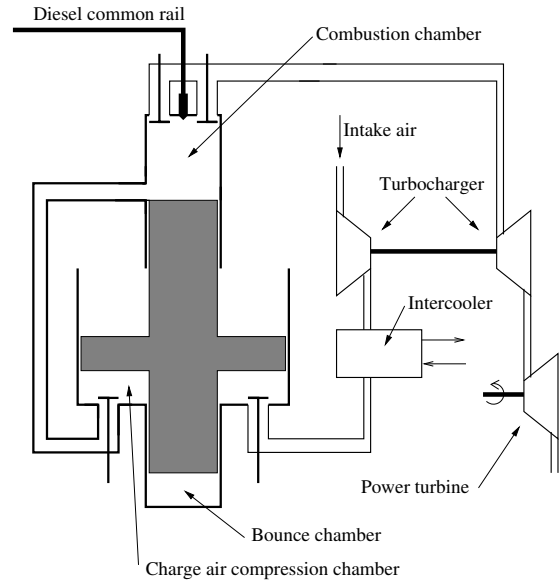 Diesel common rail
Combustion chamber
Intake air
Turbocharger
Intercooler
Power turbine
Bounce chamber
Charge air compression chamber